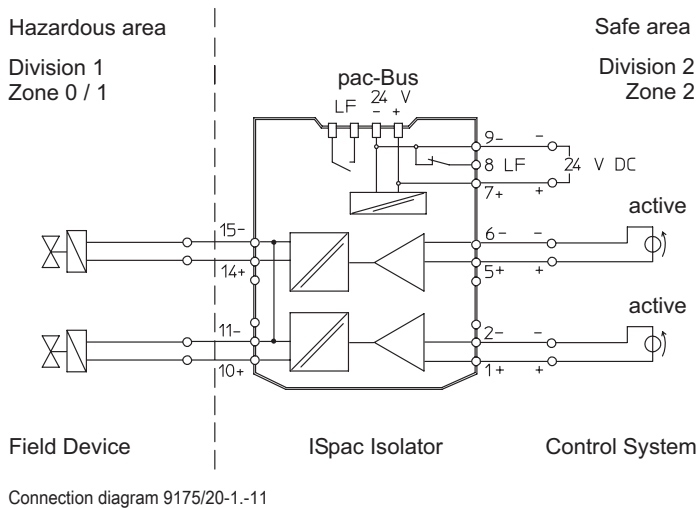 Hazardous area
Safe area
Division 1
Zone 0 / 1
Division 2
Zone 2
pac-Bus
LF 24 V
- +
9- -
8 LF 24 V DC
7+ +
active
15- 6- -
14+ 5+ +
active
11- 2- -
10+ 1+ +
Field Device ISpac Isolator Control System
Connection diagram 9175/20-1.-11